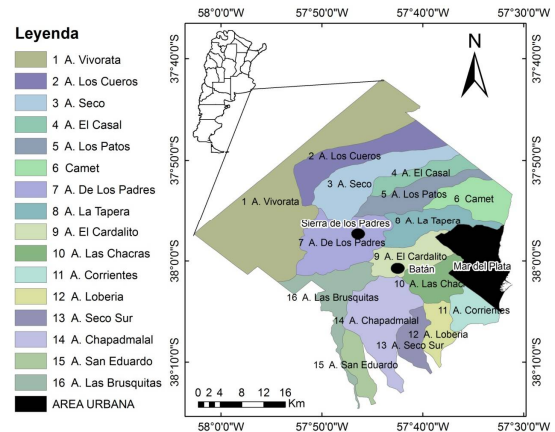 Leyenda
1 A. Vivorata
2 A. Los Cueros
3 A. Seco
4 A. El Casal
5 A. Los Patos
6 Camet
7 A. De Los Padres
8 A. La Tapera
9 A. El Cardalito
10 A. Las Chacras
11 A. Corrientes
12 A. Loberia
13 A. Seco Sur
14 A. Chapadmalal
15 A. San Eduardo
16 A. Las Brusquitas
AREA URBANA
58°0'0"O 57°50'0"O 57°40'0"O 57°30'0"O
N
37°40'0"S
37°50'0"S
38°0'0"S
38°10'0"S
37°40'0"S
37°50'0"S
38°0'0"S
38°10'0"S
2 A. Los Cueros
4 A. El Casal
3 A. Seco
5 A. Los Patos
1 A. Vivorata
6 Camet
Sierra de los Padres
8 A. La Tapera
7 A. De Los Padres
9 A. El Cardalito
Batán
Mar del Plata
10 A. Las Chac
16 A. Las Brusquitas
11 A. Corrientes
14 A. Chapadmalal
12 A. Loberia
13 A. Seco Sur
15 A. San Eduardo
0 2 4 8 12 16
Km
58°0'0"O 57°50'0"O 57°40'0"O 57°30'0"O